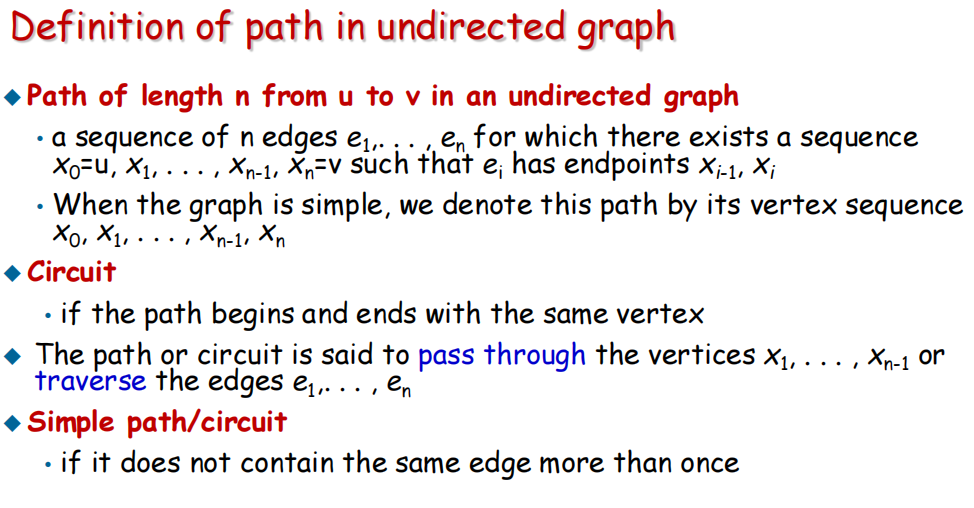 Definition of path in undirected graph
◆ Path of length n from u to v in an undirected graph
• a sequence of n edges e₁,. . . , eₙ for which there exists a sequence
x₀=u, x₁, . . . , xₙ₋₁, xₙ=v such that eᵢ has endpoints xᵢ₋₁, xᵢ
• When the graph is simple, we denote this path by its vertex sequence
x₀, x₁, . . . , xₙ₋₁, xₙ
◆ Circuit
• if the path begins and ends with the same vertex
◆ The path or circuit is said to pass through the vertices x₁, . . . , xₙ₋₁ or
traverse the edges e₁,. . . , eₙ
◆ Simple path/circuit
• if it does not contain the same edge more than once